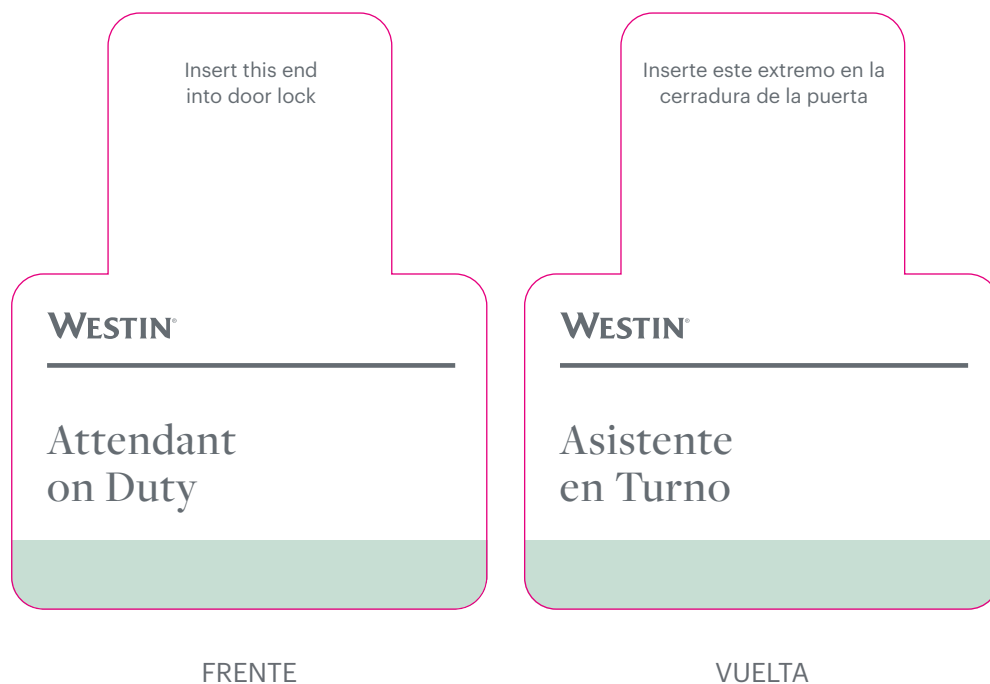 Insert this end
into door lock
WESTIN®
Attendant
on Duty
FRENTE
Inserte este extremo en la
cerradura de la puerta
WESTIN®
Asistente
en Turno
VUELTA